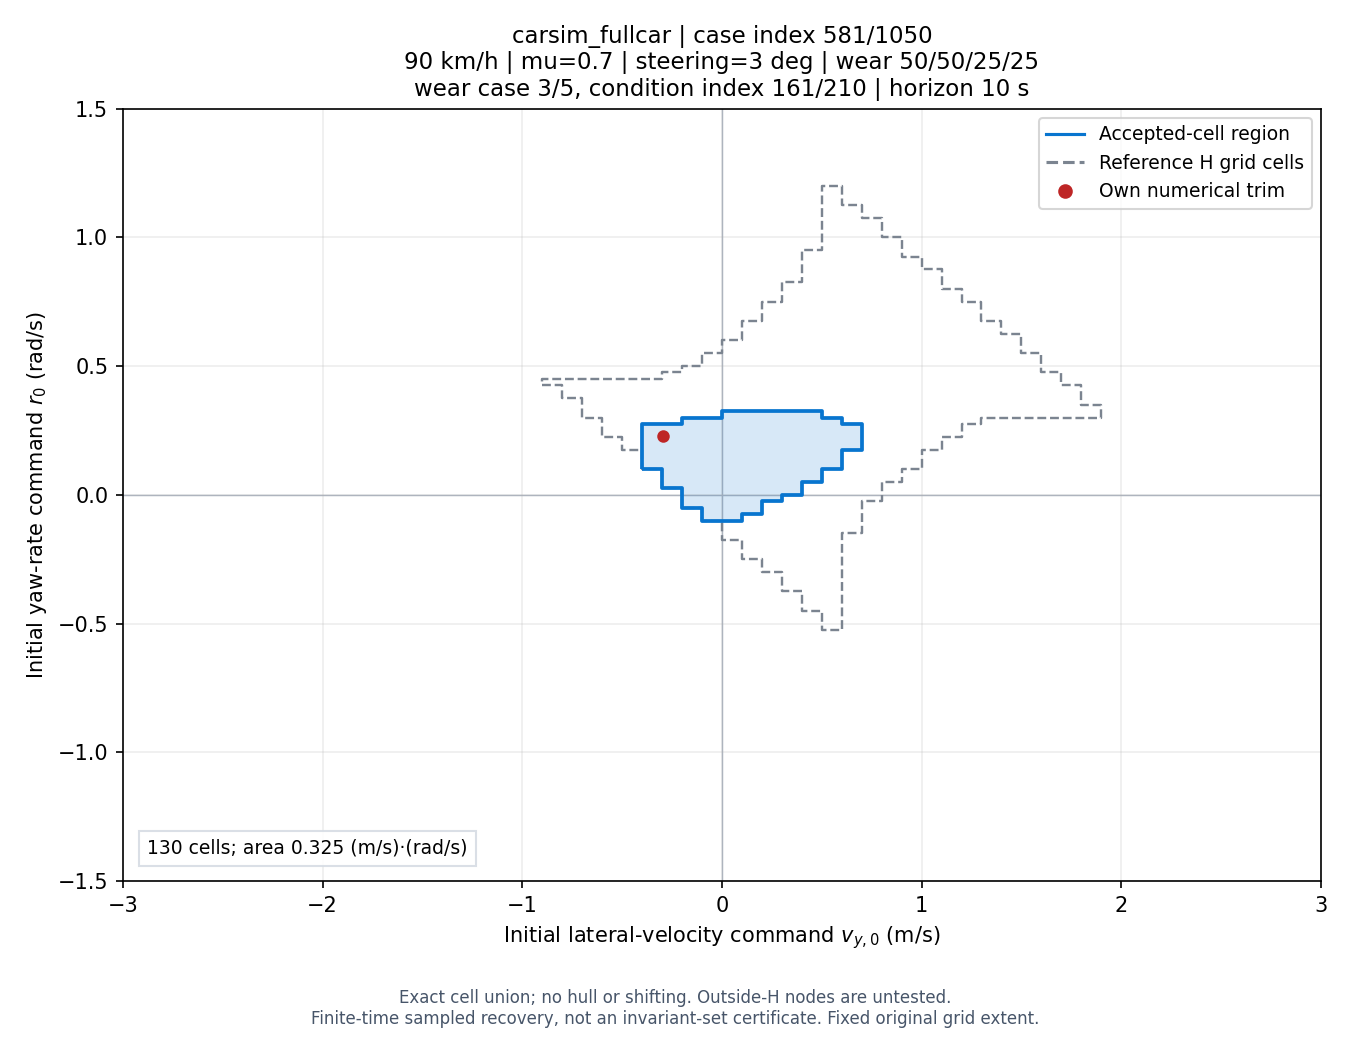 carsim_fullcar | case index 581/1050
90 km/h | mu=0.7 | steering=3 deg | wear 50/50/25/25
wear case 3/5, condition index 161/210 | horizon 10 s
Accepted-cell region
Reference H grid cells
Own numerical trim
Initial yaw-rate command r₀ (rad/s)
1.5
1.0
0.5
0.0
−0.5
−1.0
−1.5
130 cells; area 0.325 (m/s)·(rad/s)
−3
−2
−1
0
1
2
3
Initial lateral-velocity command v_y,0 (m/s)
Exact cell union; no hull or shifting. Outside-H nodes are untested.
Finite-time sampled recovery, not an invariant-set certificate. Fixed original grid extent.